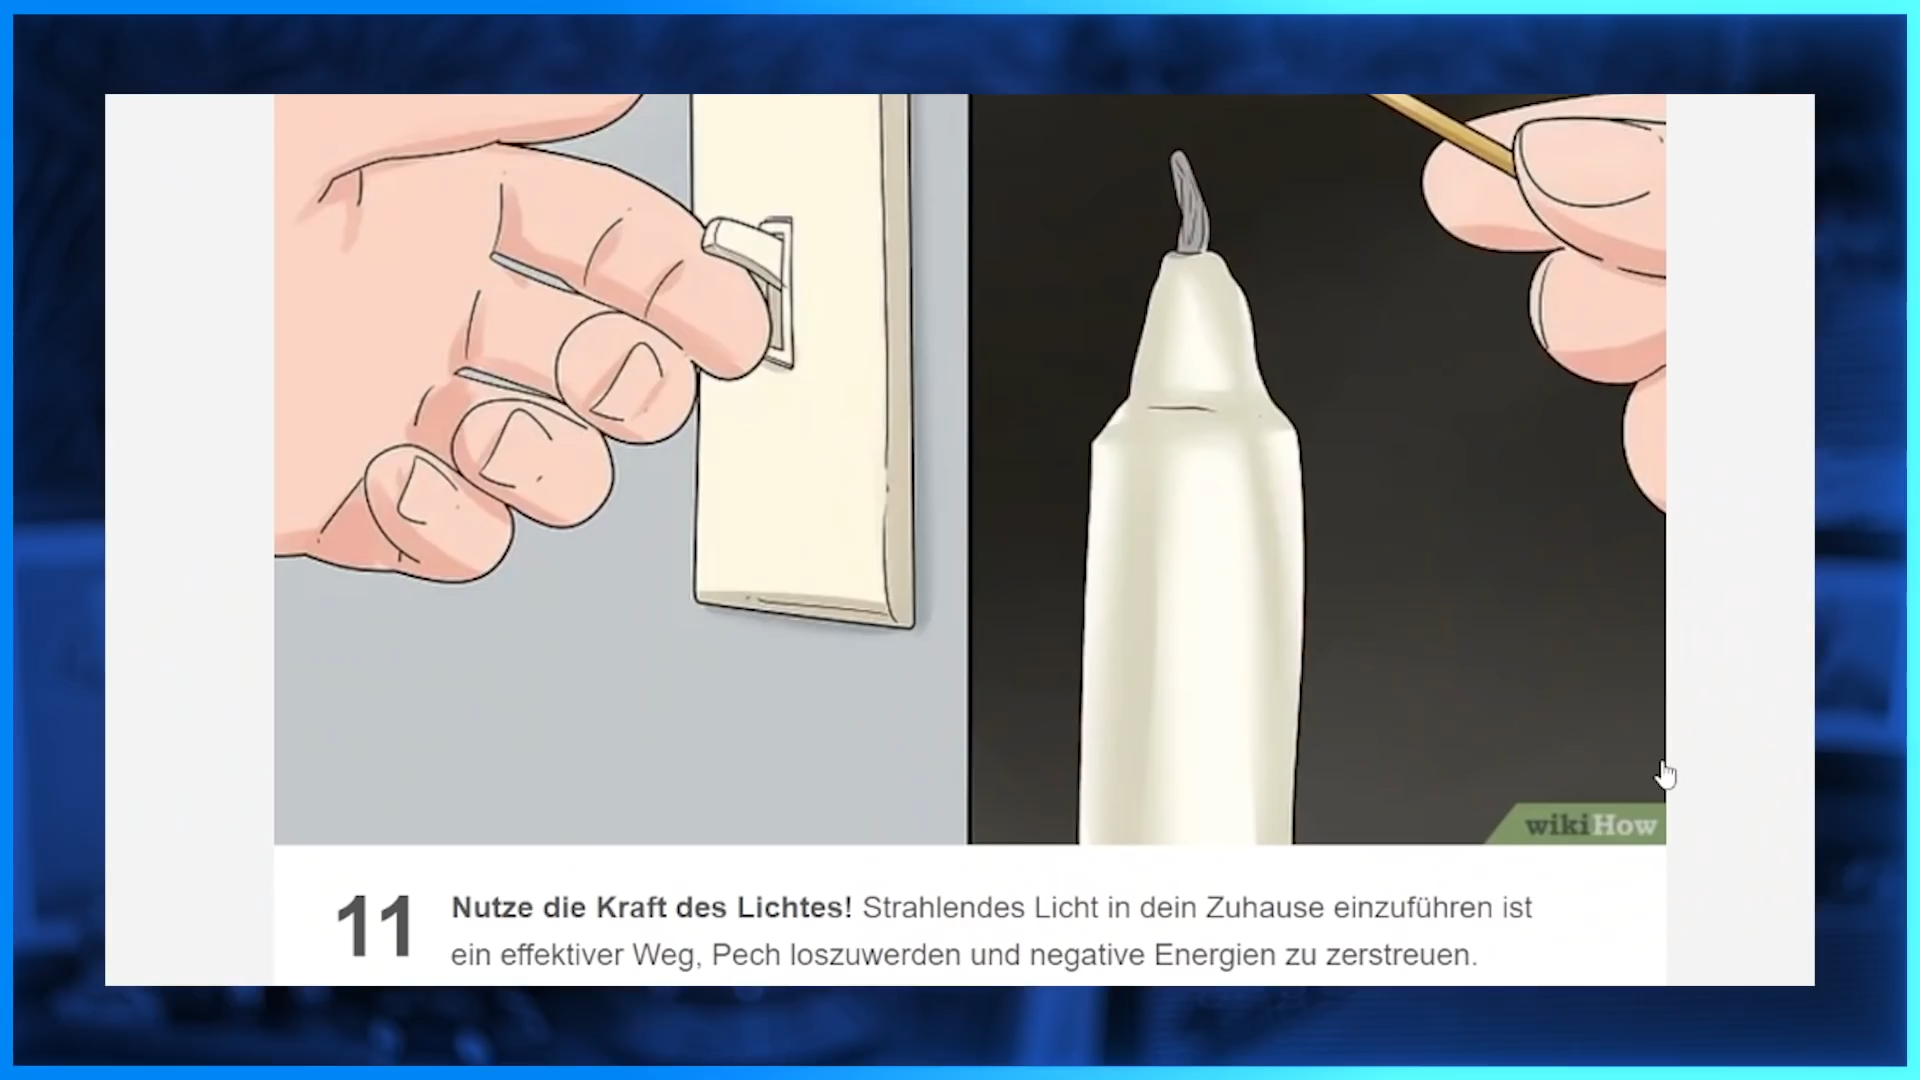 wikiHow
11 Nutze die Kraft des Lichtes! Strahlendes Licht in dein Zuhause einzuführen ist
ein effektiver Weg, Pech loszuwerden und negative Energien zu zerstreuen.